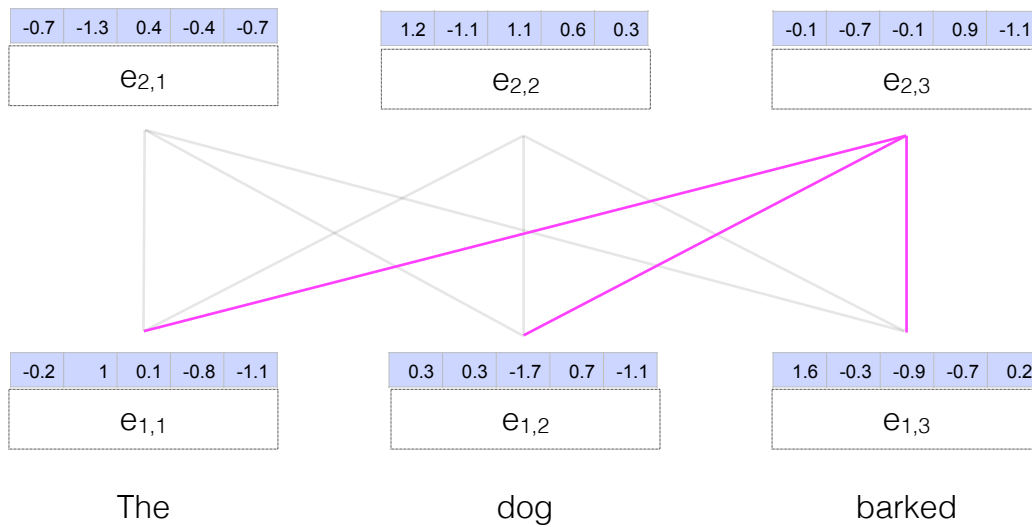 -0.7 -1.3 0.4 -0.4 -0.7
1.2 -1.1 1.1 0.6 0.3
-0.1 -0.7 -0.1 0.9 -1.1
e2,1
e2,2
e2,3
-0.2 1 0.1 -0.8 -1.1
0.3 0.3 -1.7 0.7 -1.1
1.6 -0.3 -0.9 -0.7 0.2
e1,1
e1,2
e1,3
The
dog
barked